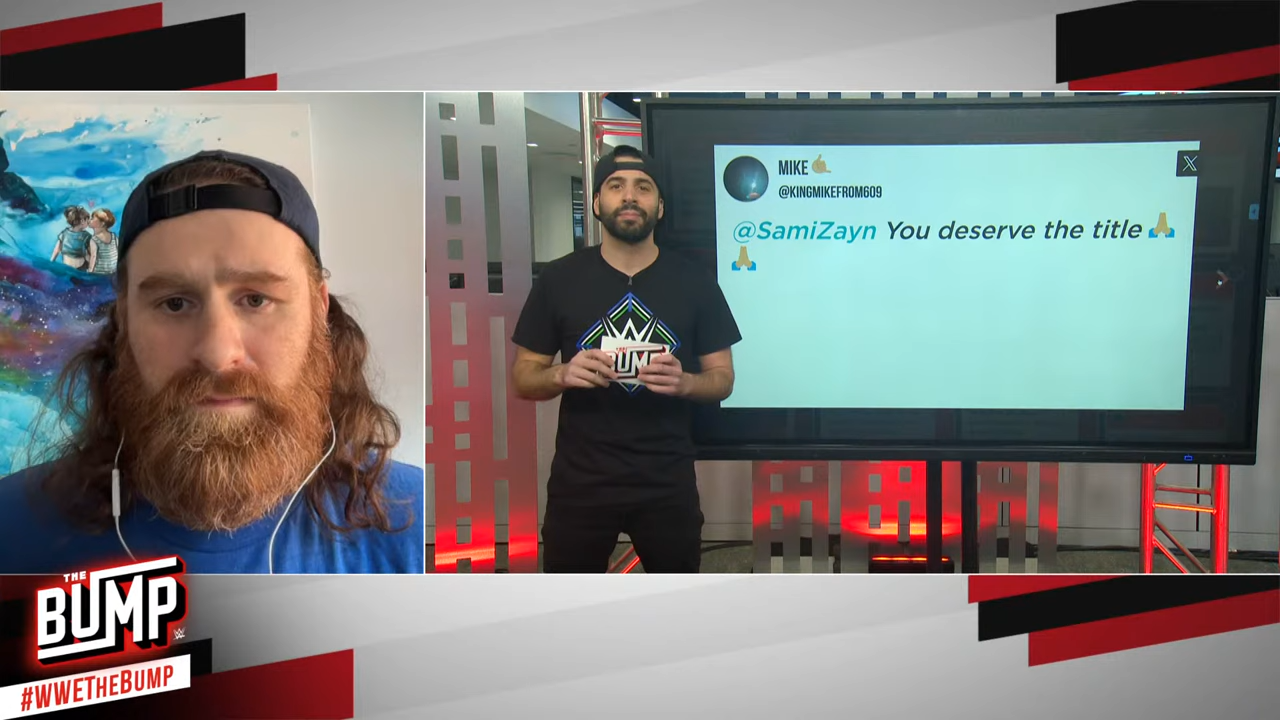 MIKE
@KINGMIKEFROM609
X
@SamiZayn You deserve the title
THE
BUMP
THE
BUMP
#WWETHEBUMP